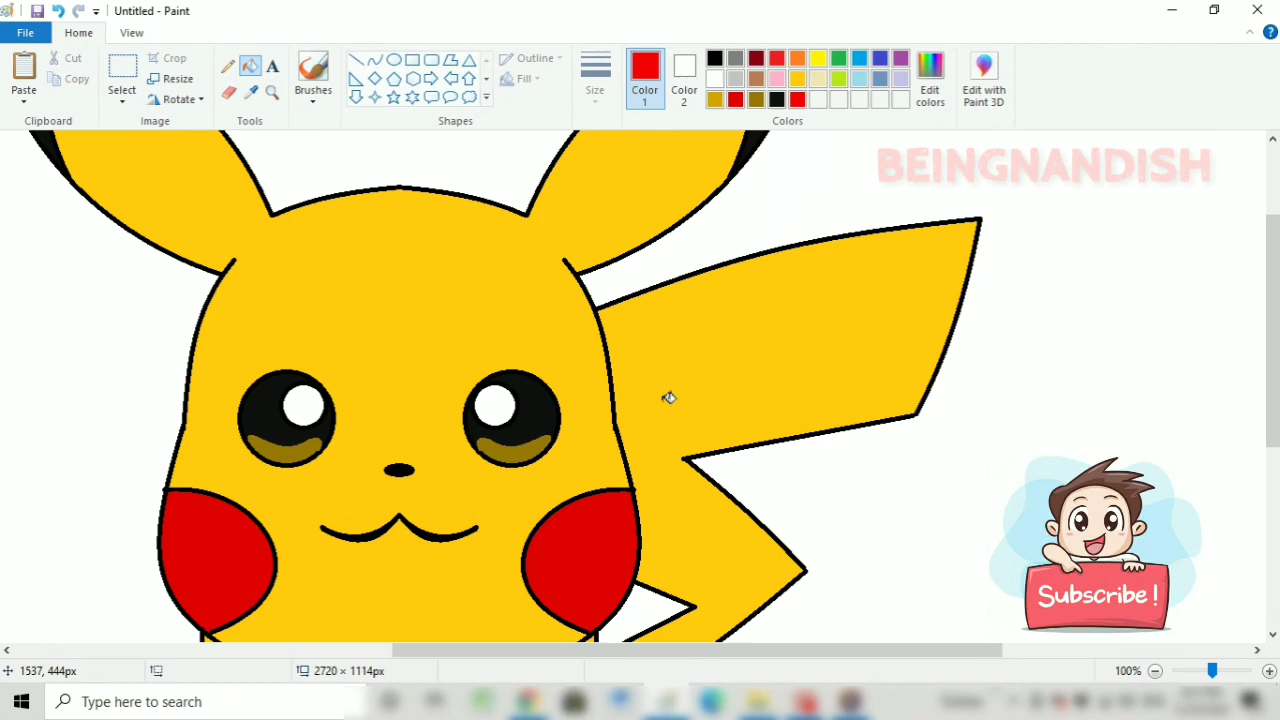 Untitled - Paint
File
Home
View
Paste
Cut
Copy
Clipboard
Select
Crop
Resize
Rotate
Image
A
Tools
Brushes
Shapes
Outline
Fill
Size
Color 1
Color 2
Edit colors
Colors
Edit with Paint 3D
BEINGNANDISH
Subscribe !
1537, 444px
2720 × 1114px
100%
Type here to search